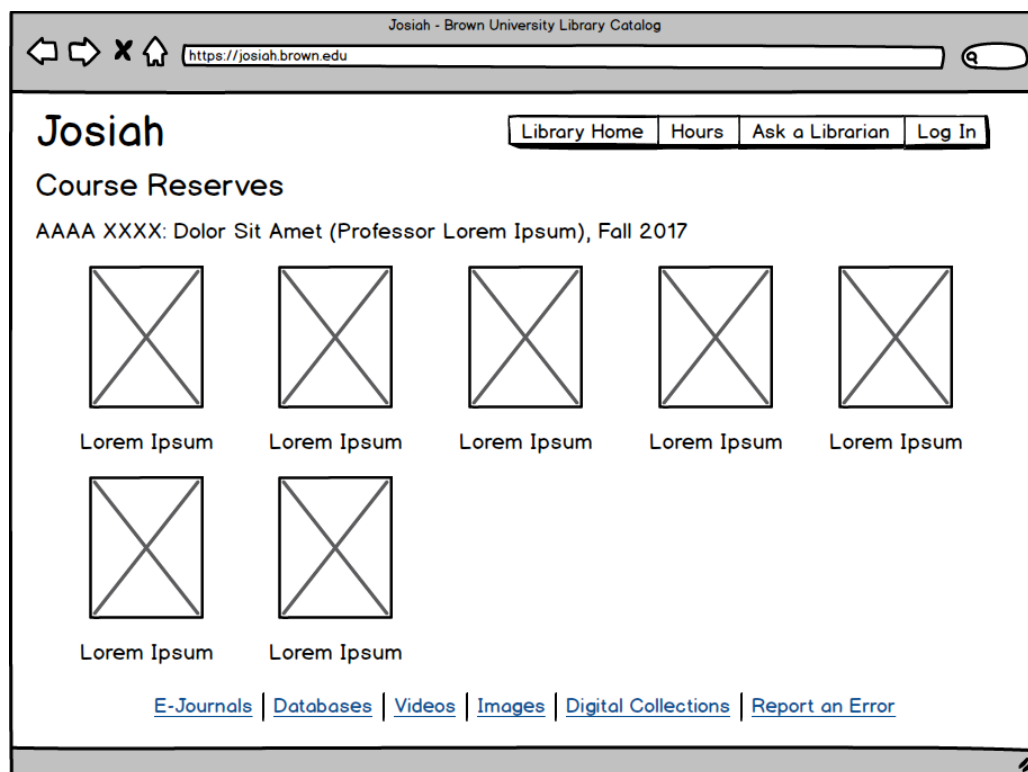 Josiah - Brown University Library Catalog
https://josiah.brown.edu
Josiah
Library Home Hours Ask a Librarian Log In
Course Reserves
AAAA XXXX: Dolor Sit Amet (Professor Lorem Ipsum), Fall 2017
Lorem Ipsum Lorem Ipsum Lorem Ipsum Lorem Ipsum Lorem Ipsum
Lorem Ipsum Lorem Ipsum
E-Journals Databases Videos Images Digital Collections Report an Error